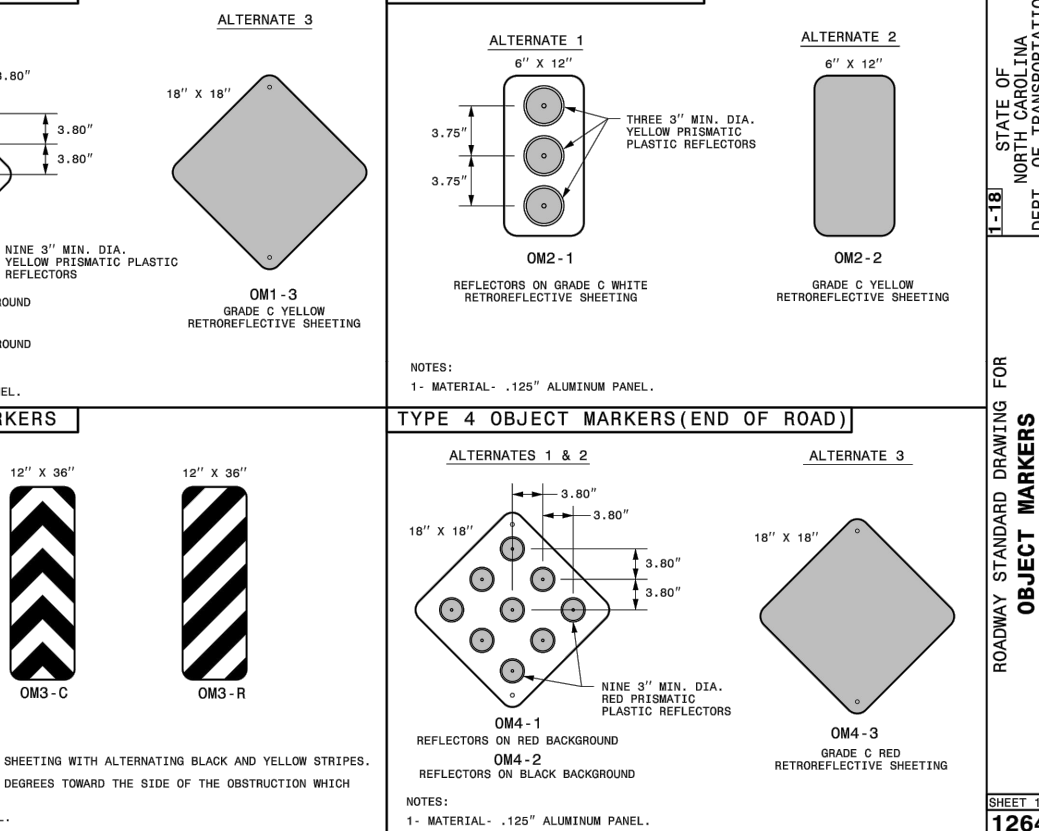 ALTERNATE 3
18" X 18"
3.80"
3.80"
3.80"
NINE 3" MIN. DIA.
YELLOW PRISMATIC PLASTIC
REFLECTORS
OM1-3
GRADE C YELLOW
RETROREFLECTIVE SHEETING
ALTERNATE 1
6" X 12"
3.75"
3.75"
THREE 3" MIN. DIA.
YELLOW PRISMATIC
PLASTIC REFLECTORS
OM2-1
REFLECTORS ON GRADE C WHITE
RETROREFLECTIVE SHEETING
ALTERNATE 2
6" X 12"
OM2-2
GRADE C YELLOW
RETROREFLECTIVE SHEETING
NOTES:
1- MATERIAL- .125" ALUMINUM PANEL.
RKERS
12" X 36"
12" X 36"
OM3-C
OM3-R
SHEETING WITH ALTERNATING BLACK AND YELLOW STRIPES.
DEGREES TOWARD THE SIDE OF THE OBSTRUCTION WHICH
TYPE 4 OBJECT MARKERS(END OF ROAD)
ALTERNATES 1 & 2
18" X 18"
3.80"
3.80"
3.80"
3.80"
NINE 3" MIN. DIA.
RED PRISMATIC
PLASTIC REFLECTORS
OM4-1
REFLECTORS ON RED BACKGROUND
OM4-2
REFLECTORS ON BLACK BACKGROUND
ALTERNATE 3
18" X 18"
OM4-3
GRADE C RED
RETROREFLECTIVE SHEETING
NOTES:
1- MATERIAL- .125" ALUMINUM PANEL.
1-18
STATE OF
NORTH CAROLINA
DEPT. OF TRANSPORTATIO
ROADWAY STANDARD DRAWING FOR
OBJECT MARKERS
SHEET 1
1264